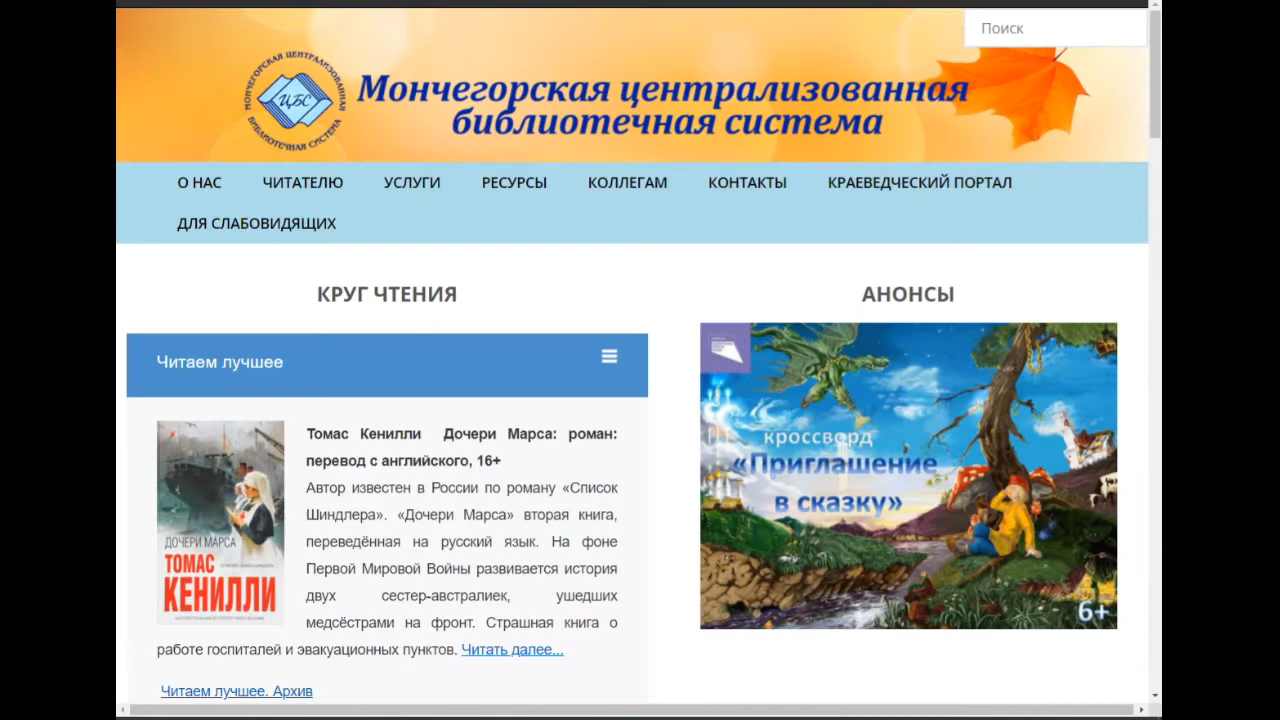 Поиск
МОНЧЕГОРСКАЯ ЦЕНТРАЛИЗОВАННАЯ
ЦБС
БИБЛИОТЕЧНАЯ СИСТЕМА
Мончегорская централизованная
библиотечная система
О НАС ЧИТАТЕЛЮ УСЛУГИ РЕСУРСЫ КОЛЛЕГАМ КОНТАКТЫ КРАЕВЕДЧЕСКИЙ ПОРТАЛ
ДЛЯ СЛАБОВИДЯЩИХ
КРУГ ЧТЕНИЯ
Читаем лучшее
ДОЧЕРИ МАРСА
ТОМАС
КЕНИЛЛИ
Томас Кенилли Дочери Марса: роман:
перевод с английского, 16+
Автор известен в России по роману «Список
Шиндлера». «Дочери Марса» вторая книга,
переведённая на русский язык. На фоне
Первой Мировой Войны развивается история
двух сестер-австралиек, ушедших
медсёстрами на фронт. Страшная книга о
работе госпиталей и эвакуационных пунктов. Читать далее...
Читаем лучшее. Архив
АНОНСЫ
кроссворд
«Приглашение
в сказку»
6+